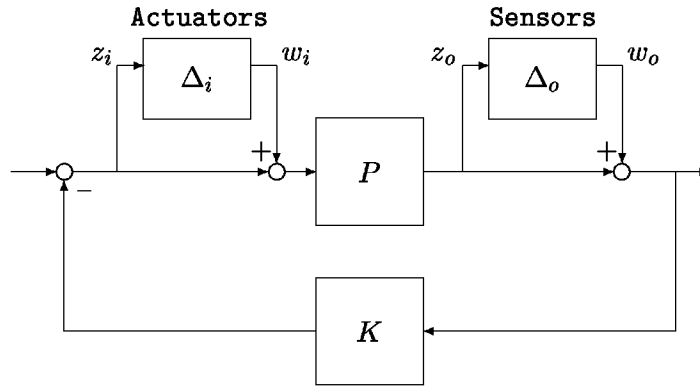 Actuators Sensors
z_i Δ_i w_i z_o Δ_o w_o
+ +
P
−
K